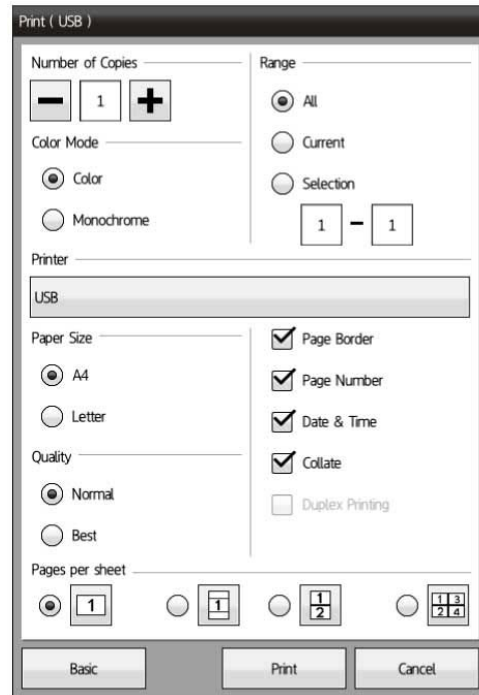 Print ( USB )
Number of Copies
1
Color Mode
Color
Monochrome
Range
All
Current
Selection
1 - 1
Printer
USB
Paper Size
A4
Letter
Quality
Normal
Best
Page Border
Page Number
Date & Time
Collate
Duplex Printing
Pages per sheet
1
1
1
2
1 3
2 4
Basic
Print
Cancel